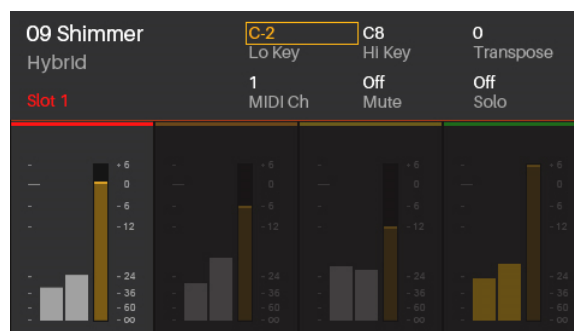 09 Shimmer
Hybrid
Slot 1
C-2
Lo Key
C8
Hi Key
0
Transpose
1
MIDI Ch
Off
Mute
Off
Solo
+6
0
-6
-12
-24
-36
-60
-∞
+6
0
-6
-12
-24
-36
-60
-∞
+6
0
-6
-12
-24
-36
-60
-∞
+6
0
-6
-12
-24
-36
-60
-∞